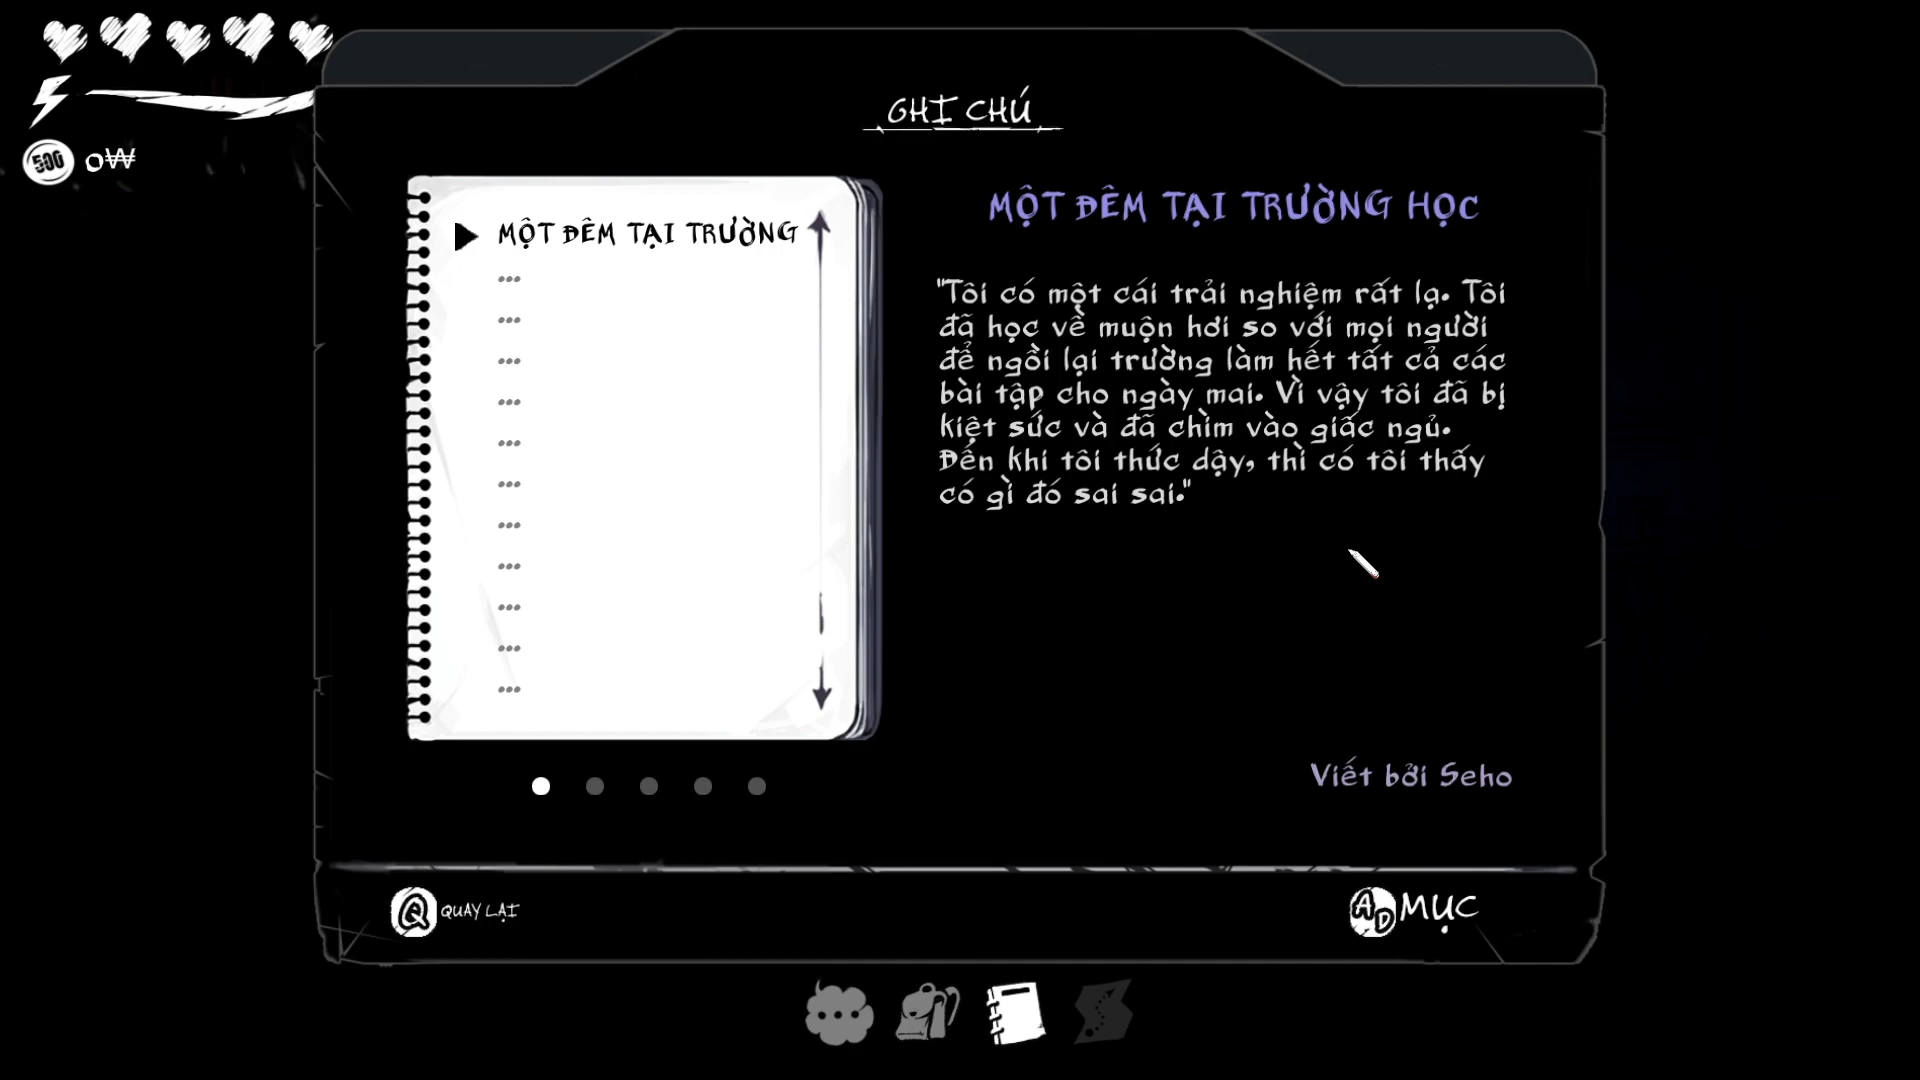 500 0₩
GHI CHÚ
MỘT ĐÊM TẠI TRƯỜNG
...
...
...
...
...
...
...
...
...
...
...
MỘT ĐÊM TẠI TRƯỜNG HỌC
"Tôi có một cái trải nghiệm rất lạ. Tôi
đã học về muộn hơi so với mọi người
để ngồi lại trường làm hết tất cả các
bài tập cho ngày mai. Vì vậy tôi đã bị
kiệt sức và đã chìm vào giấc ngủ.
Đến khi tôi thức dậy, thì có tôi thấy
có gì đó sai sai."
Viết bởi Seho
Q QUAY LẠI
A D MỤC